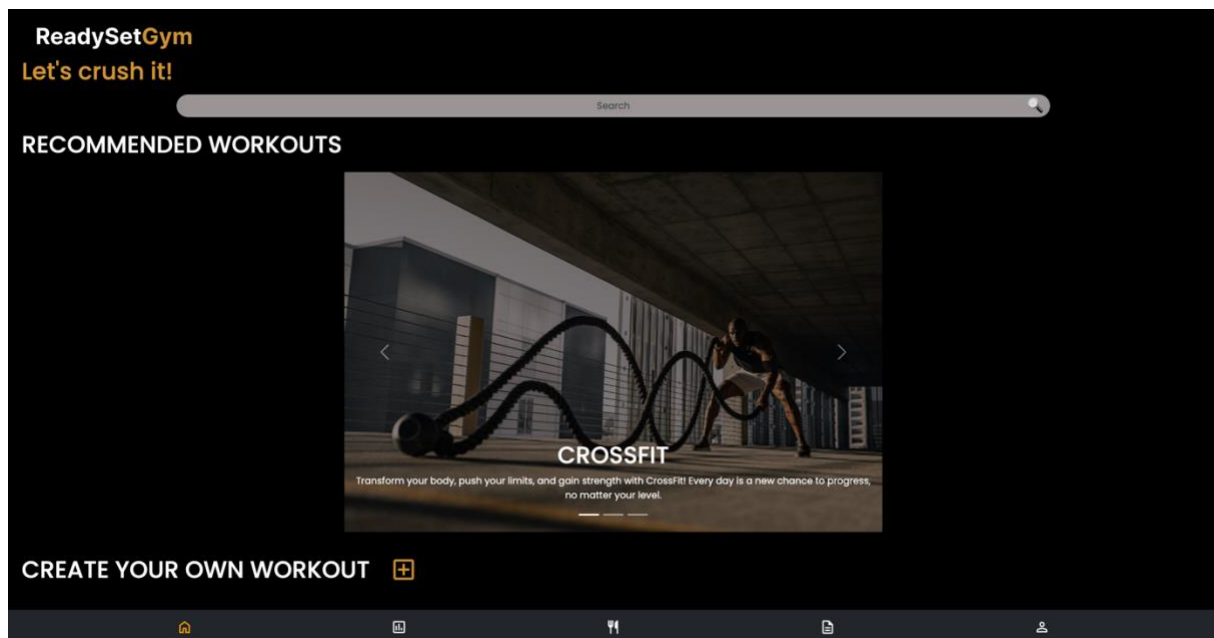 ReadySetGym
Let's crush it!
Search
RECOMMENDED WORKOUTS
CROSSFIT
Transform your body, push your limits, and gain strength with CrossFit! Every day is a new chance to progress,
no matter your level.
CREATE YOUR OWN WORKOUT